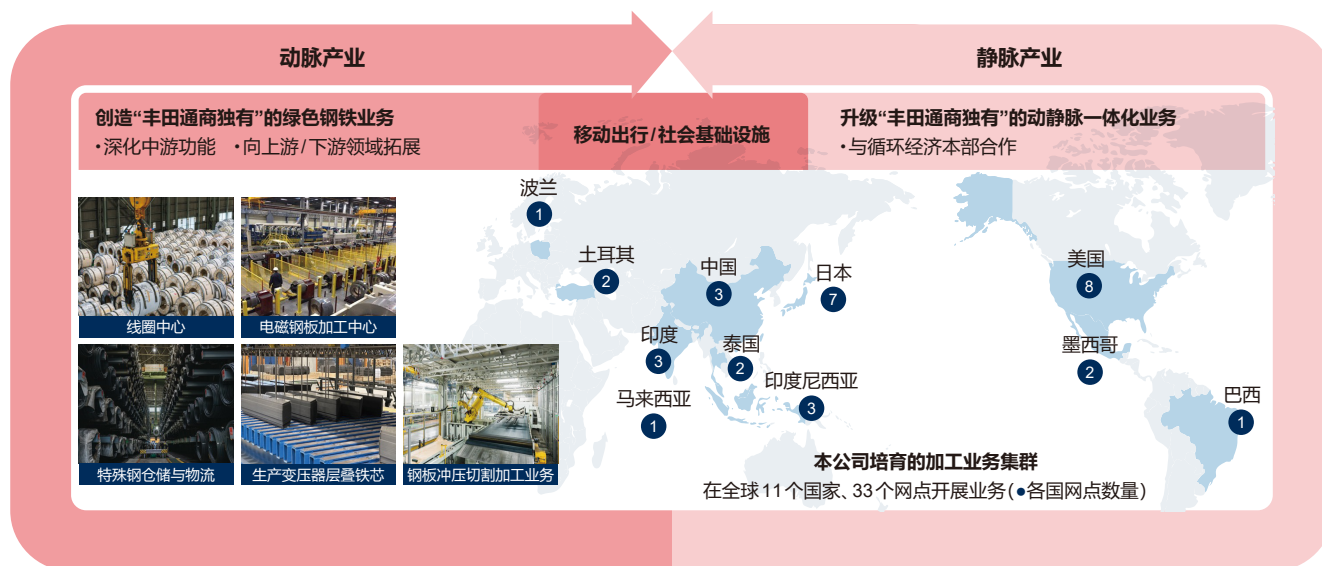 动脉产业
静脉产业
创造“丰田通商独有”的绿色钢铁业务
・深化中游功能 ・向上游/下游领域拓展
移动出行/社会基础设施
升级“丰田通商独有”的动静脉一体化业务
・与循环经济本部合作
线圈中心
电磁钢板加工中心
特殊钢仓储与物流
生产变压器层叠铁芯
钢板冲压切割加工业务
波兰
1
土耳其
2
中国
3
日本
7
印度
3
泰国
2
马来西亚
1
印度尼西亚
3
美国
8
墨西哥
2
巴西
1
本公司培育的加工业务集群
在全球11个国家、33个网点开展业务(●各国网点数量)